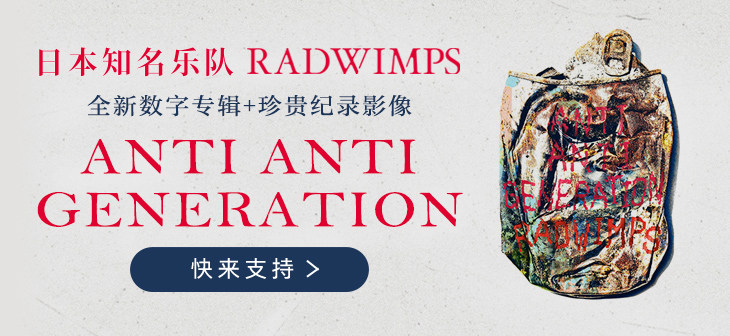 日本知名乐队 RADWIMPS
全新数字专辑+珍贵纪录影像
ANTI ANTI
GENERATION
快来支持 >
ANTI
ANTI
GENERATION
RADWIMPS